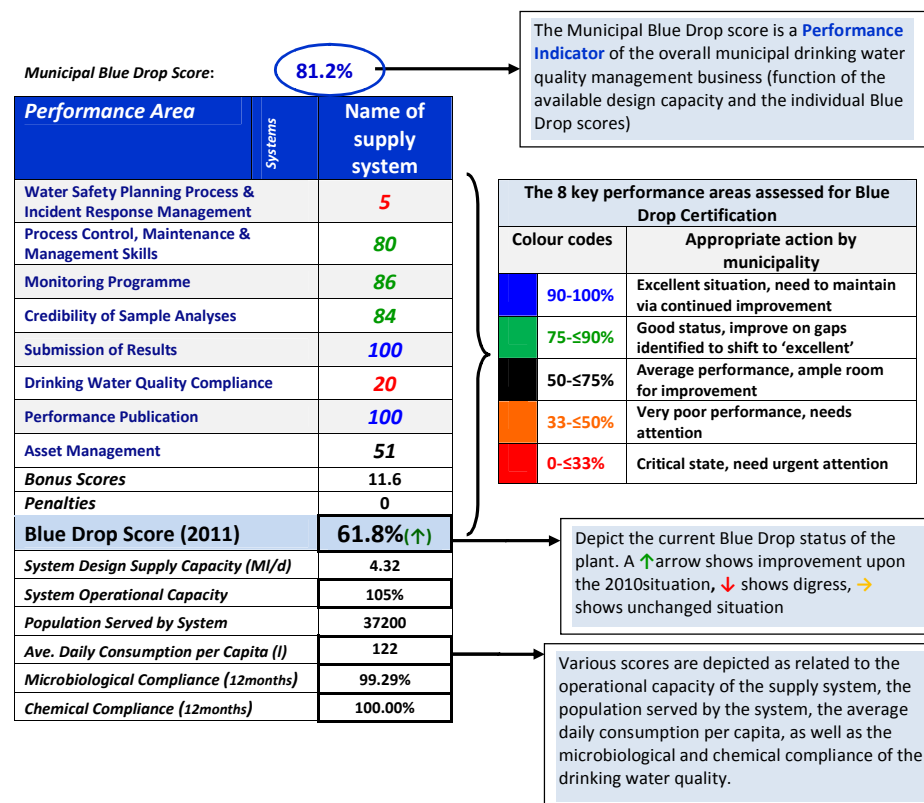 Municipal Blue Drop Score: 81.2%
The Municipal Blue Drop score is a Performance
Indicator of the overall municipal drinking water
quality management business (function of the
available design capacity and the individual Blue
Drop scores)
Performance Area
Systems
Name of
supply
system
Water Safety Planning Process &
Incident Response Management
5
Process Control, Maintenance &
Management Skills
80
Monitoring Programme 86
Credibility of Sample Analyses 84
Submission of Results 100
Drinking Water Quality Compliance 20
Performance Publication 100
Asset Management 51
Bonus Scores 11.6
Penalties 0
Blue Drop Score (2011) 61.8%(↑)
System Design Supply Capacity (Ml/d) 4.32
System Operational Capacity 105%
Population Served by System 37200
Ave. Daily Consumption per Capita (l) 122
Microbiological Compliance (12months) 99.29%
Chemical Compliance (12months) 100.00%
The 8 key performance areas assessed for Blue
Drop Certification
Colour codes
Appropriate action by
municipality
90-100%
Excellent situation, need to maintain
via continued improvement
75-≤90%
Good status, improve on gaps
identified to shift to ‘excellent’
50-≤75%
Average performance, ample room
for improvement
33-≤50%
Very poor performance, needs
attention
0-≤33%
Critical state, need urgent attention
Depict the current Blue Drop status of the
plant. A ↑arrow shows improvement upon
the 2010situation, ↓ shows digress, →
shows unchanged situation
Various scores are depicted as related to the
operational capacity of the supply system, the
population served by the system, the average
daily consumption per capita, as well as the
microbiological and chemical compliance of the
drinking water quality.